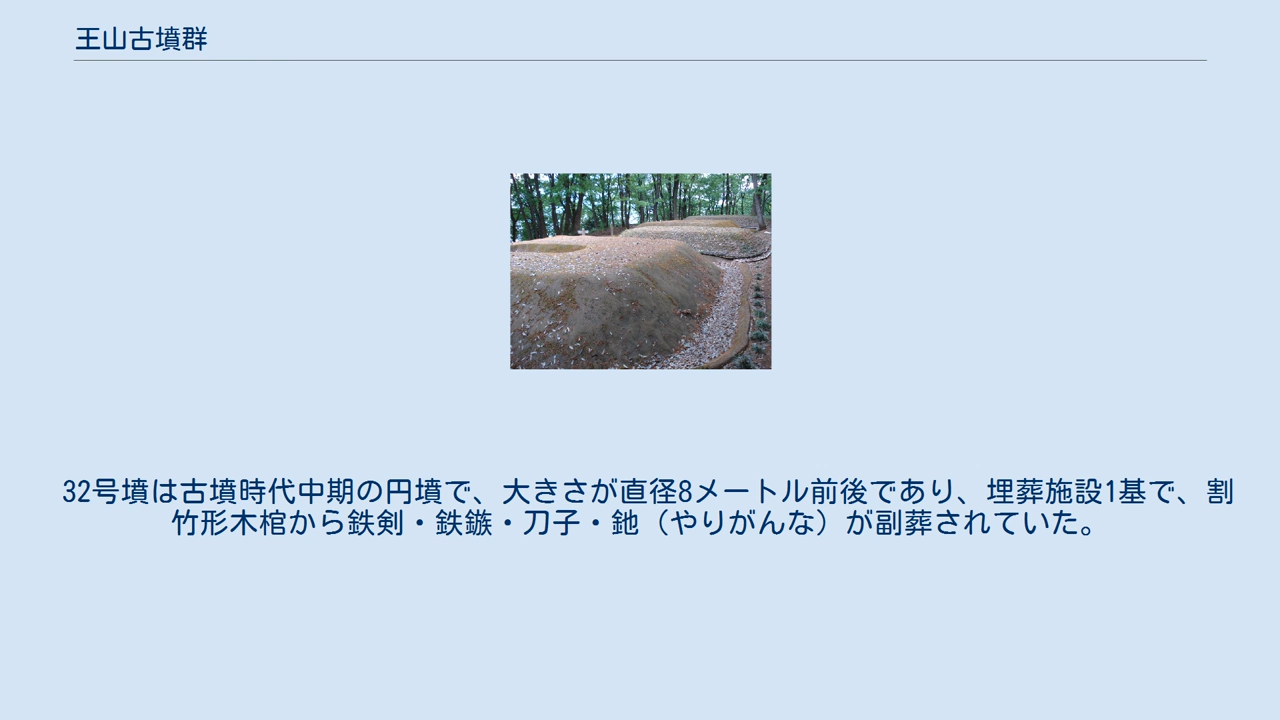 王山古墳群
32号墳は古墳時代中期の円墳で、大きさが直径8メートル前後であり、埋葬施設1基で、割
竹形木棺から鉄剣・鉄鏃・刀子・鉇（やりがんな）が副葬されていた。